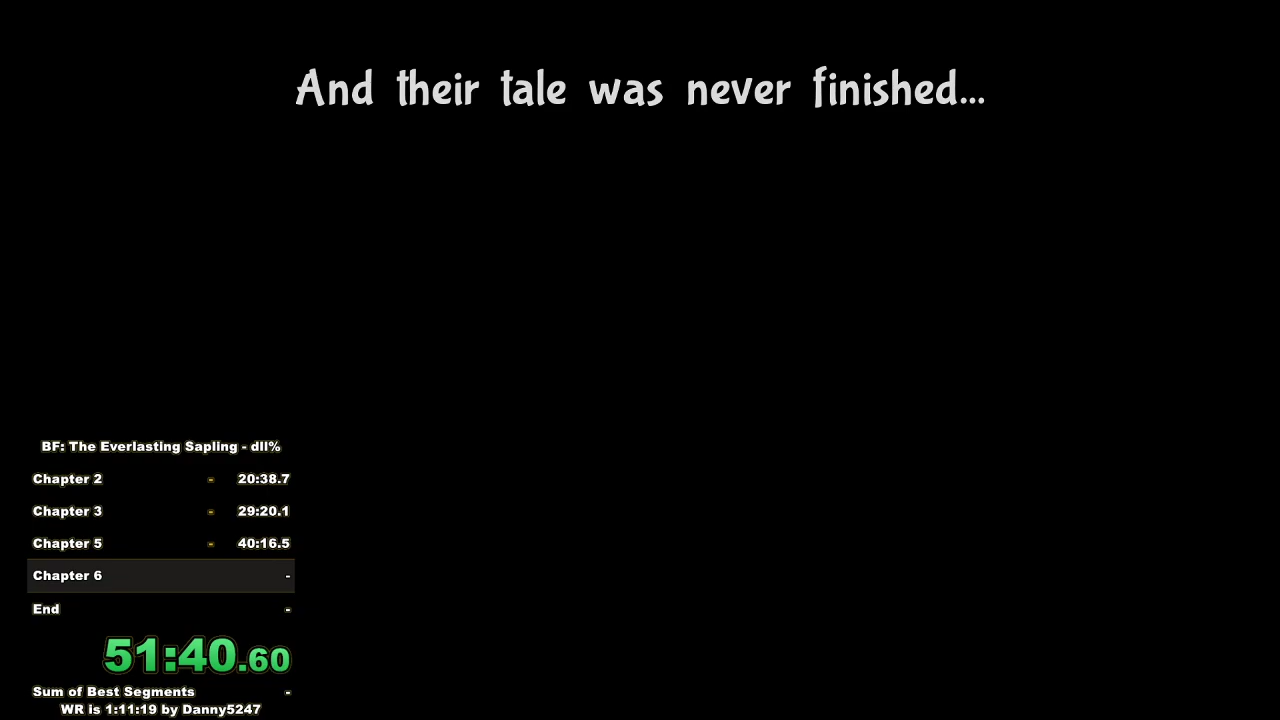 And their tale was never finished...
BF: The Everlasting Sapling - dll%
Chapter 2 - 20:38.7
Chapter 3 - 29:20.1
Chapter 5 - 40:16.5
Chapter 6 -
End -
51:40.60
Sum of Best Segments -
WR is 1:11:19 by Danny5247